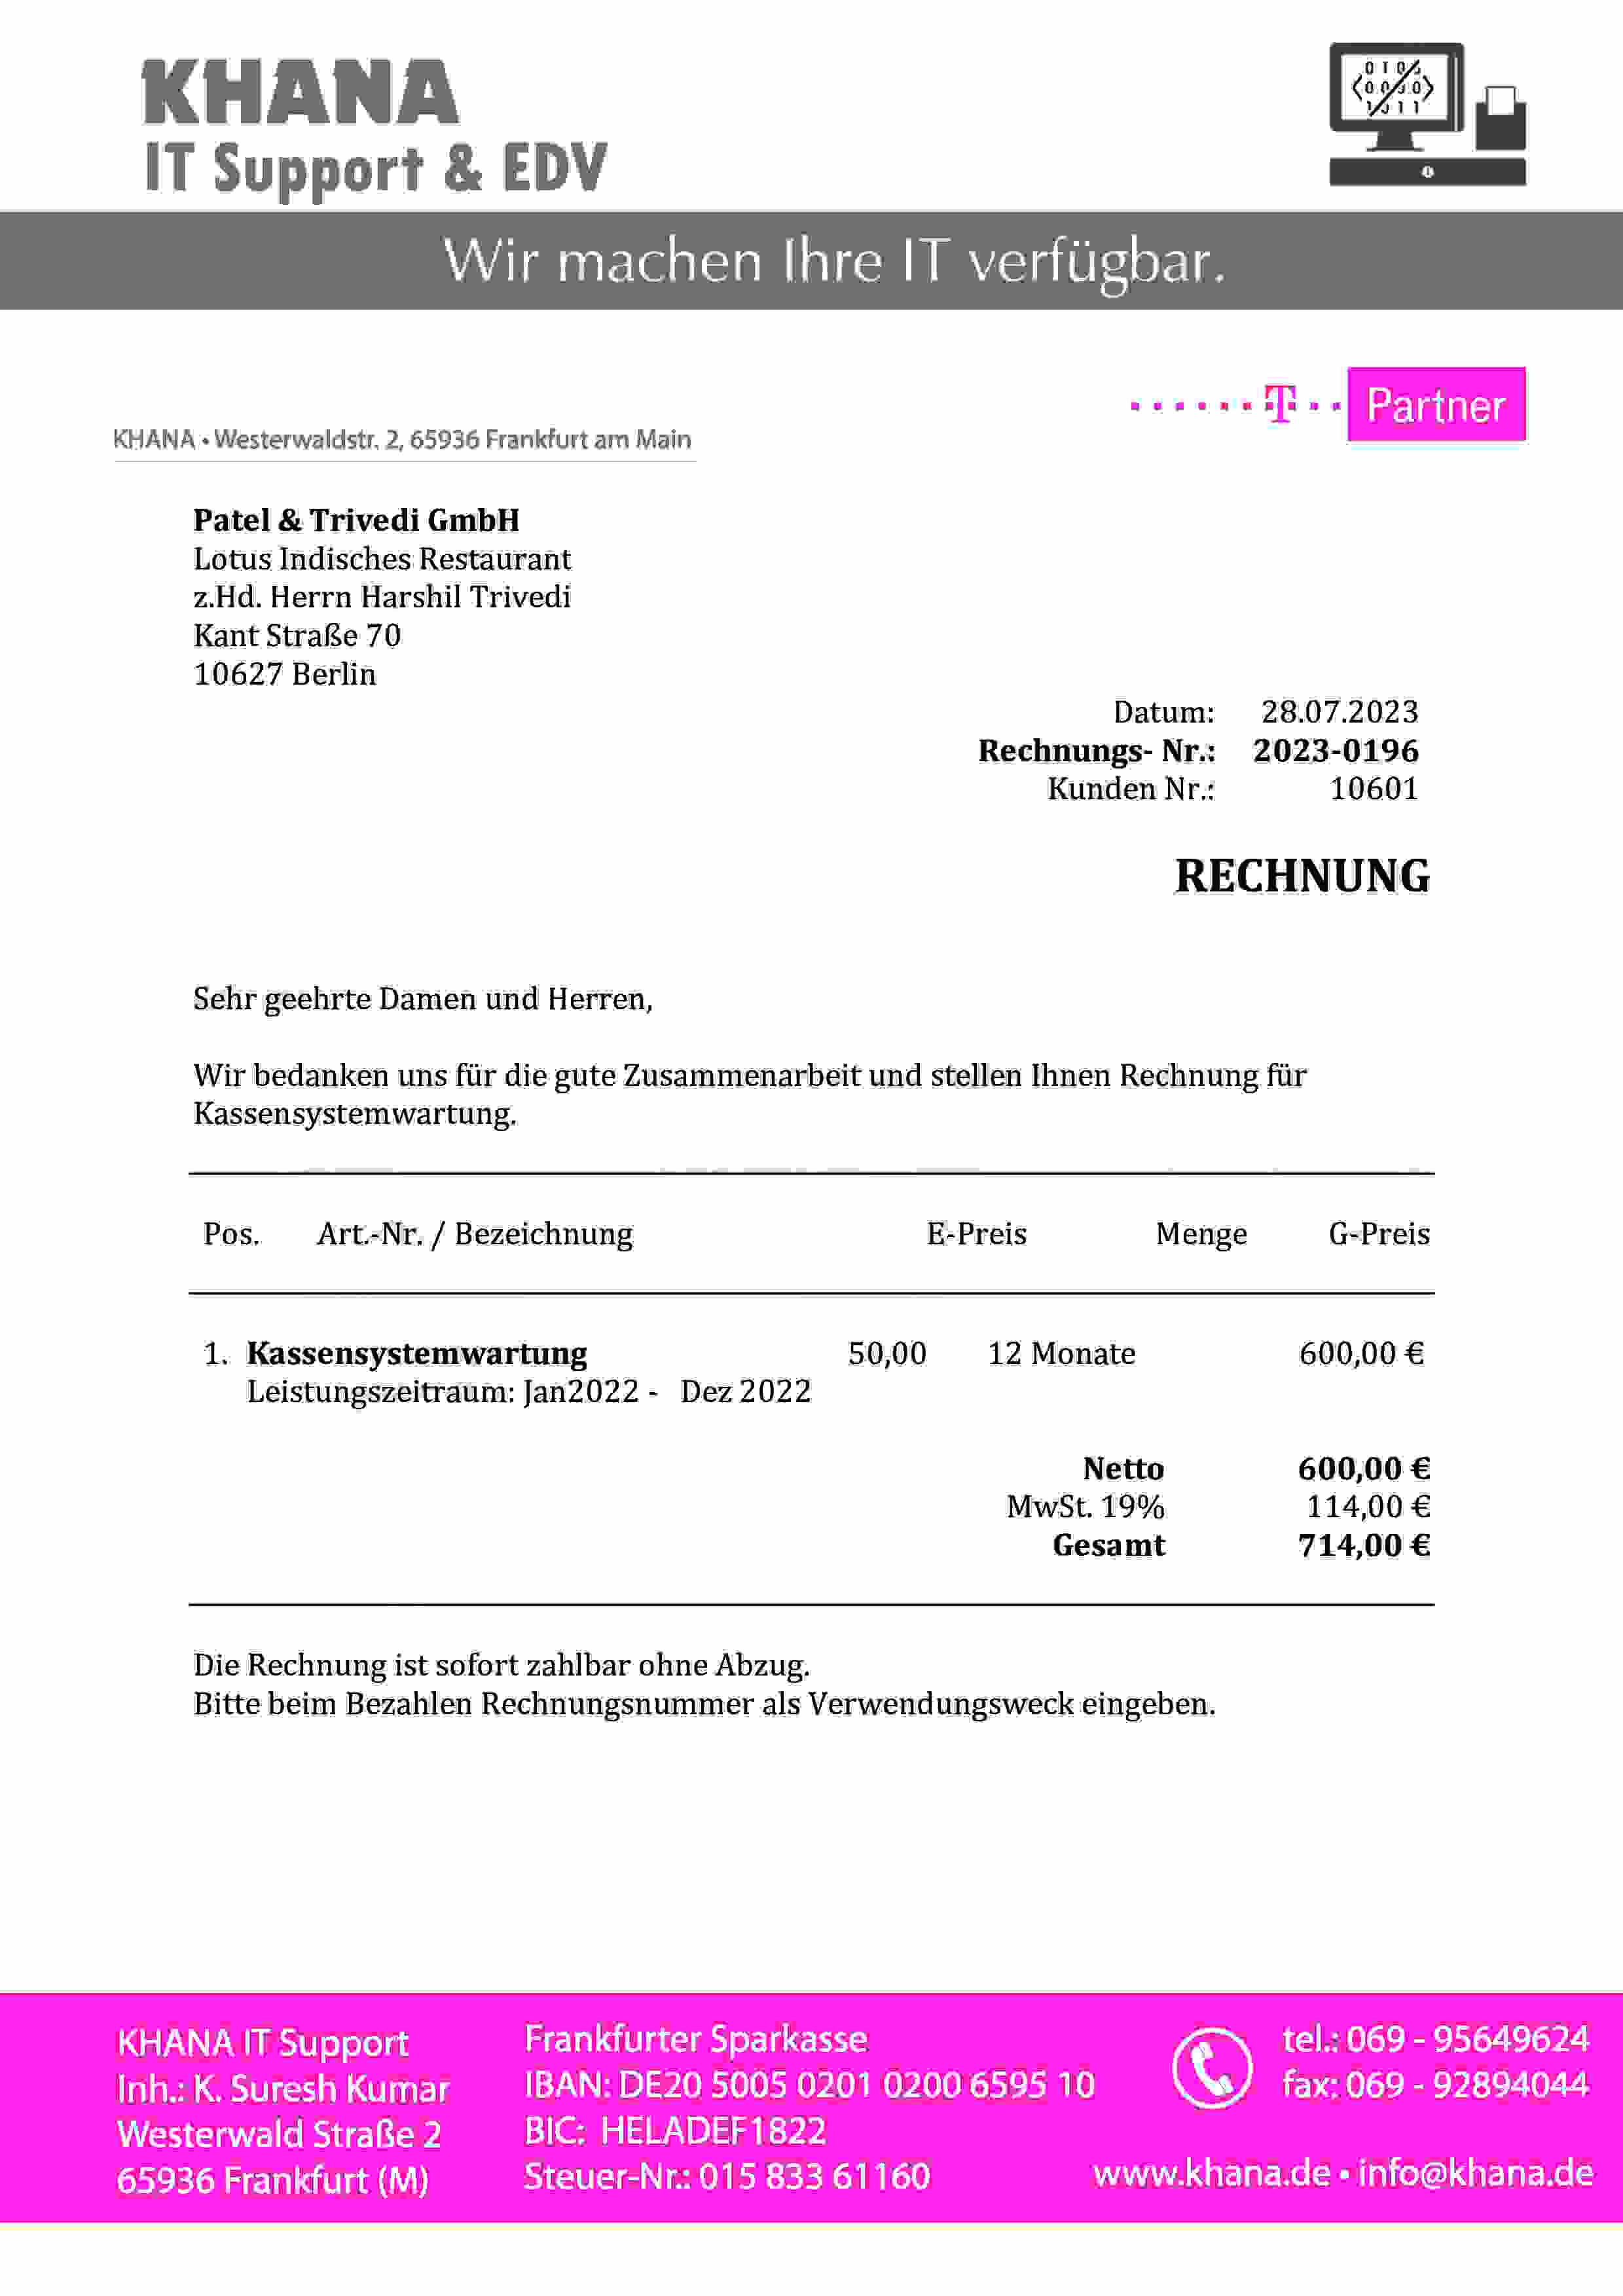 KHANA
IT Support & EDV
Wir machen Ihre IT verfügbar.
T Partner
KHANA • Westerwaldstr. 2, 65936 Frankfurt am Main
Patel & Trivedi GmbH
Lotus Indisches Restaurant
z.Hd. Herrn Harshil Trivedi
Kant Straße 70
10627 Berlin
Datum: 28.07.2023
Rechnungs- Nr.: 2023-0196
Kunden Nr.: 10601
RECHNUNG
Sehr geehrte Damen und Herren,
Wir bedanken uns für die gute Zusammenarbeit und stellen Ihnen Rechnung für
Kassensystemwartung.
Pos. Art.-Nr. / Bezeichnung E-Preis Menge G-Preis
1. Kassensystemwartung 50,00 12 Monate 600,00 €
Leistungszeitraum: Jan2022 - Dez 2022
Netto 600,00 €
MwSt. 19% 114,00 €
Gesamt 714,00 €
Die Rechnung ist sofort zahlbar ohne Abzug.
Bitte beim Bezahlen Rechnungsnummer als Verwendungsweck eingeben.
KHANA IT Support
Inh.: K. Suresh Kumar
Westerwald Straße 2
65936 Frankfurt (M)
Frankfurter Sparkasse
IBAN: DE20 5005 0201 0200 6595 10
BIC: HELADEF1822
Steuer-Nr.: 015 833 61160
tel.: 069 - 95649624
fax: 069 - 92894044
www.khana.de • info@khana.de